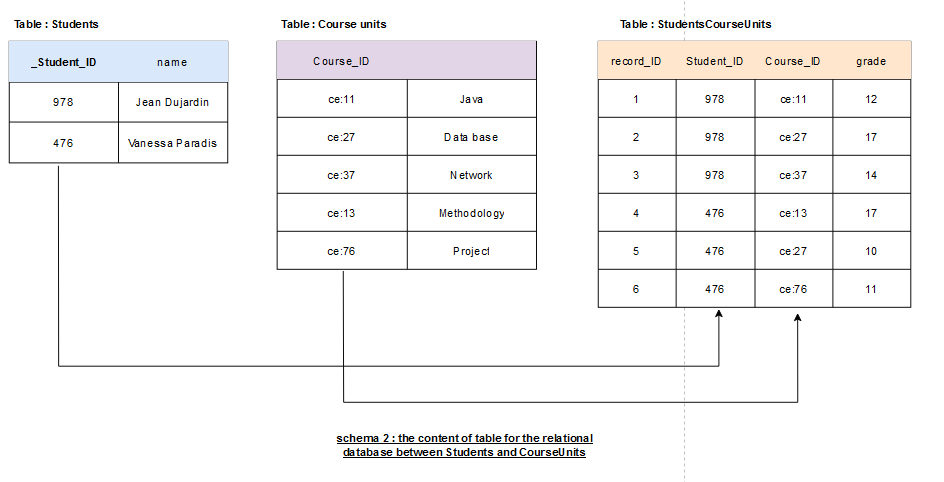 Table : Students
_Student_ID name
978 Jean Dujardin
476 Vanessa Paradis
Table : Course units
Course_ID
ce:11 Java
ce:27 Data base
ce:37 Network
ce:13 Methodology
ce:76 Project
Table : StudentsCourseUnits
record_ID Student_ID Course_ID grade
1 978 ce:11 12
2 978 ce:27 17
3 978 ce:37 14
4 476 ce:13 17
5 476 ce:27 10
6 476 ce:76 11
schema 2 : the content of table for the relational
database between Students and CourseUnits